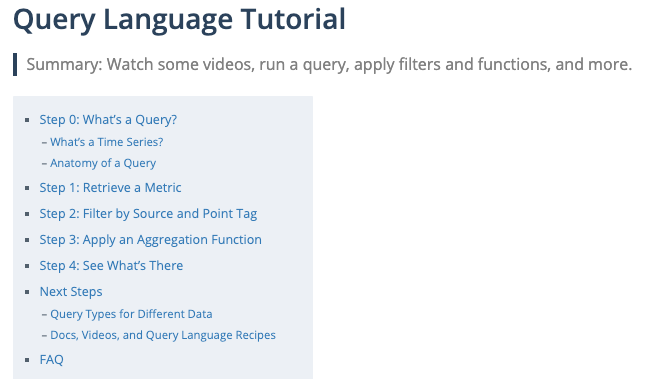 Query Language Tutorial
Summary: Watch some videos, run a query, apply filters and functions, and more.
Step 0: What's a Query?
– What's a Time Series?
– Anatomy of a Query
Step 1: Retrieve a Metric
Step 2: Filter by Source and Point Tag
Step 3: Apply an Aggregation Function
Step 4: See What's There
Next Steps
– Query Types for Different Data
– Docs, Videos, and Query Language Recipes
FAQ